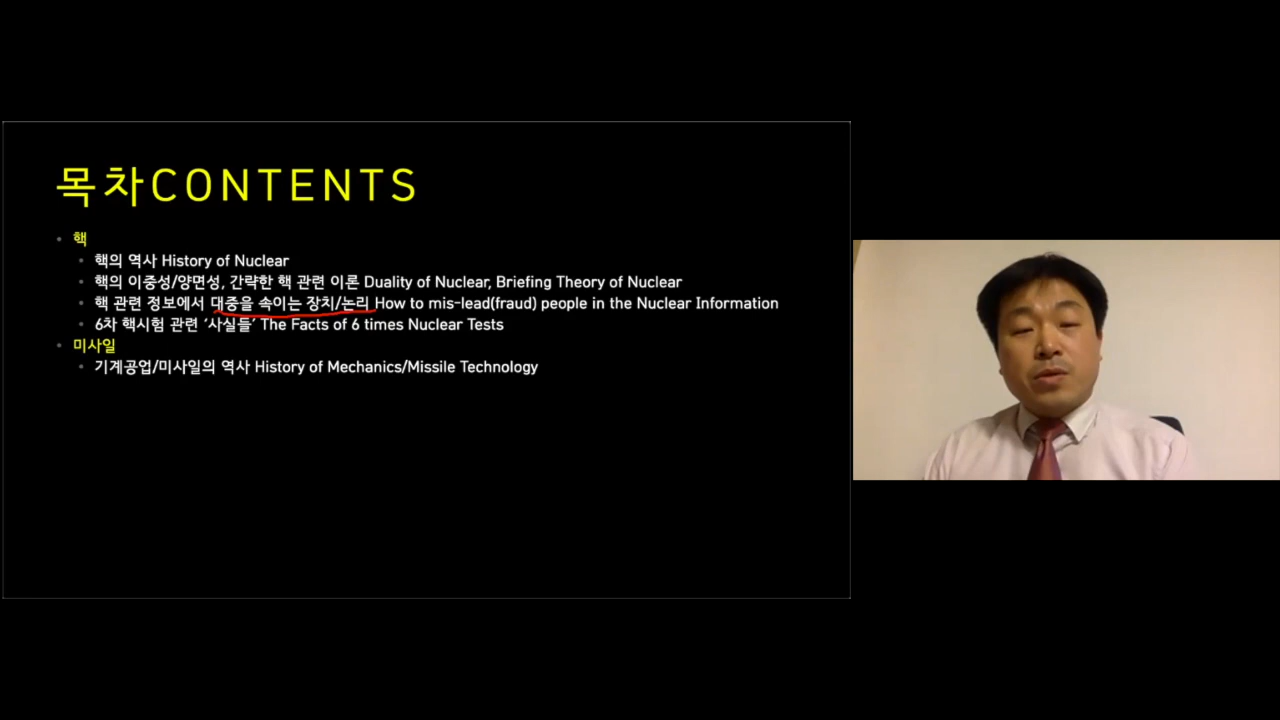 목차CONTENTS
핵
핵의 역사 History of Nuclear
핵의 이중성/양면성, 간략한 핵 관련 이론 Duality of Nuclear, Briefing Theory of Nuclear
핵 관련 정보에서 대중을 속이는 장치/논리 How to mis-lead(fraud) people in the Nuclear Information
6차 핵시험 관련 ‘사실들’ The Facts of 6 times Nuclear Tests
미사일
기계공업/미사일의 역사 History of Mechanics/Missile Technology